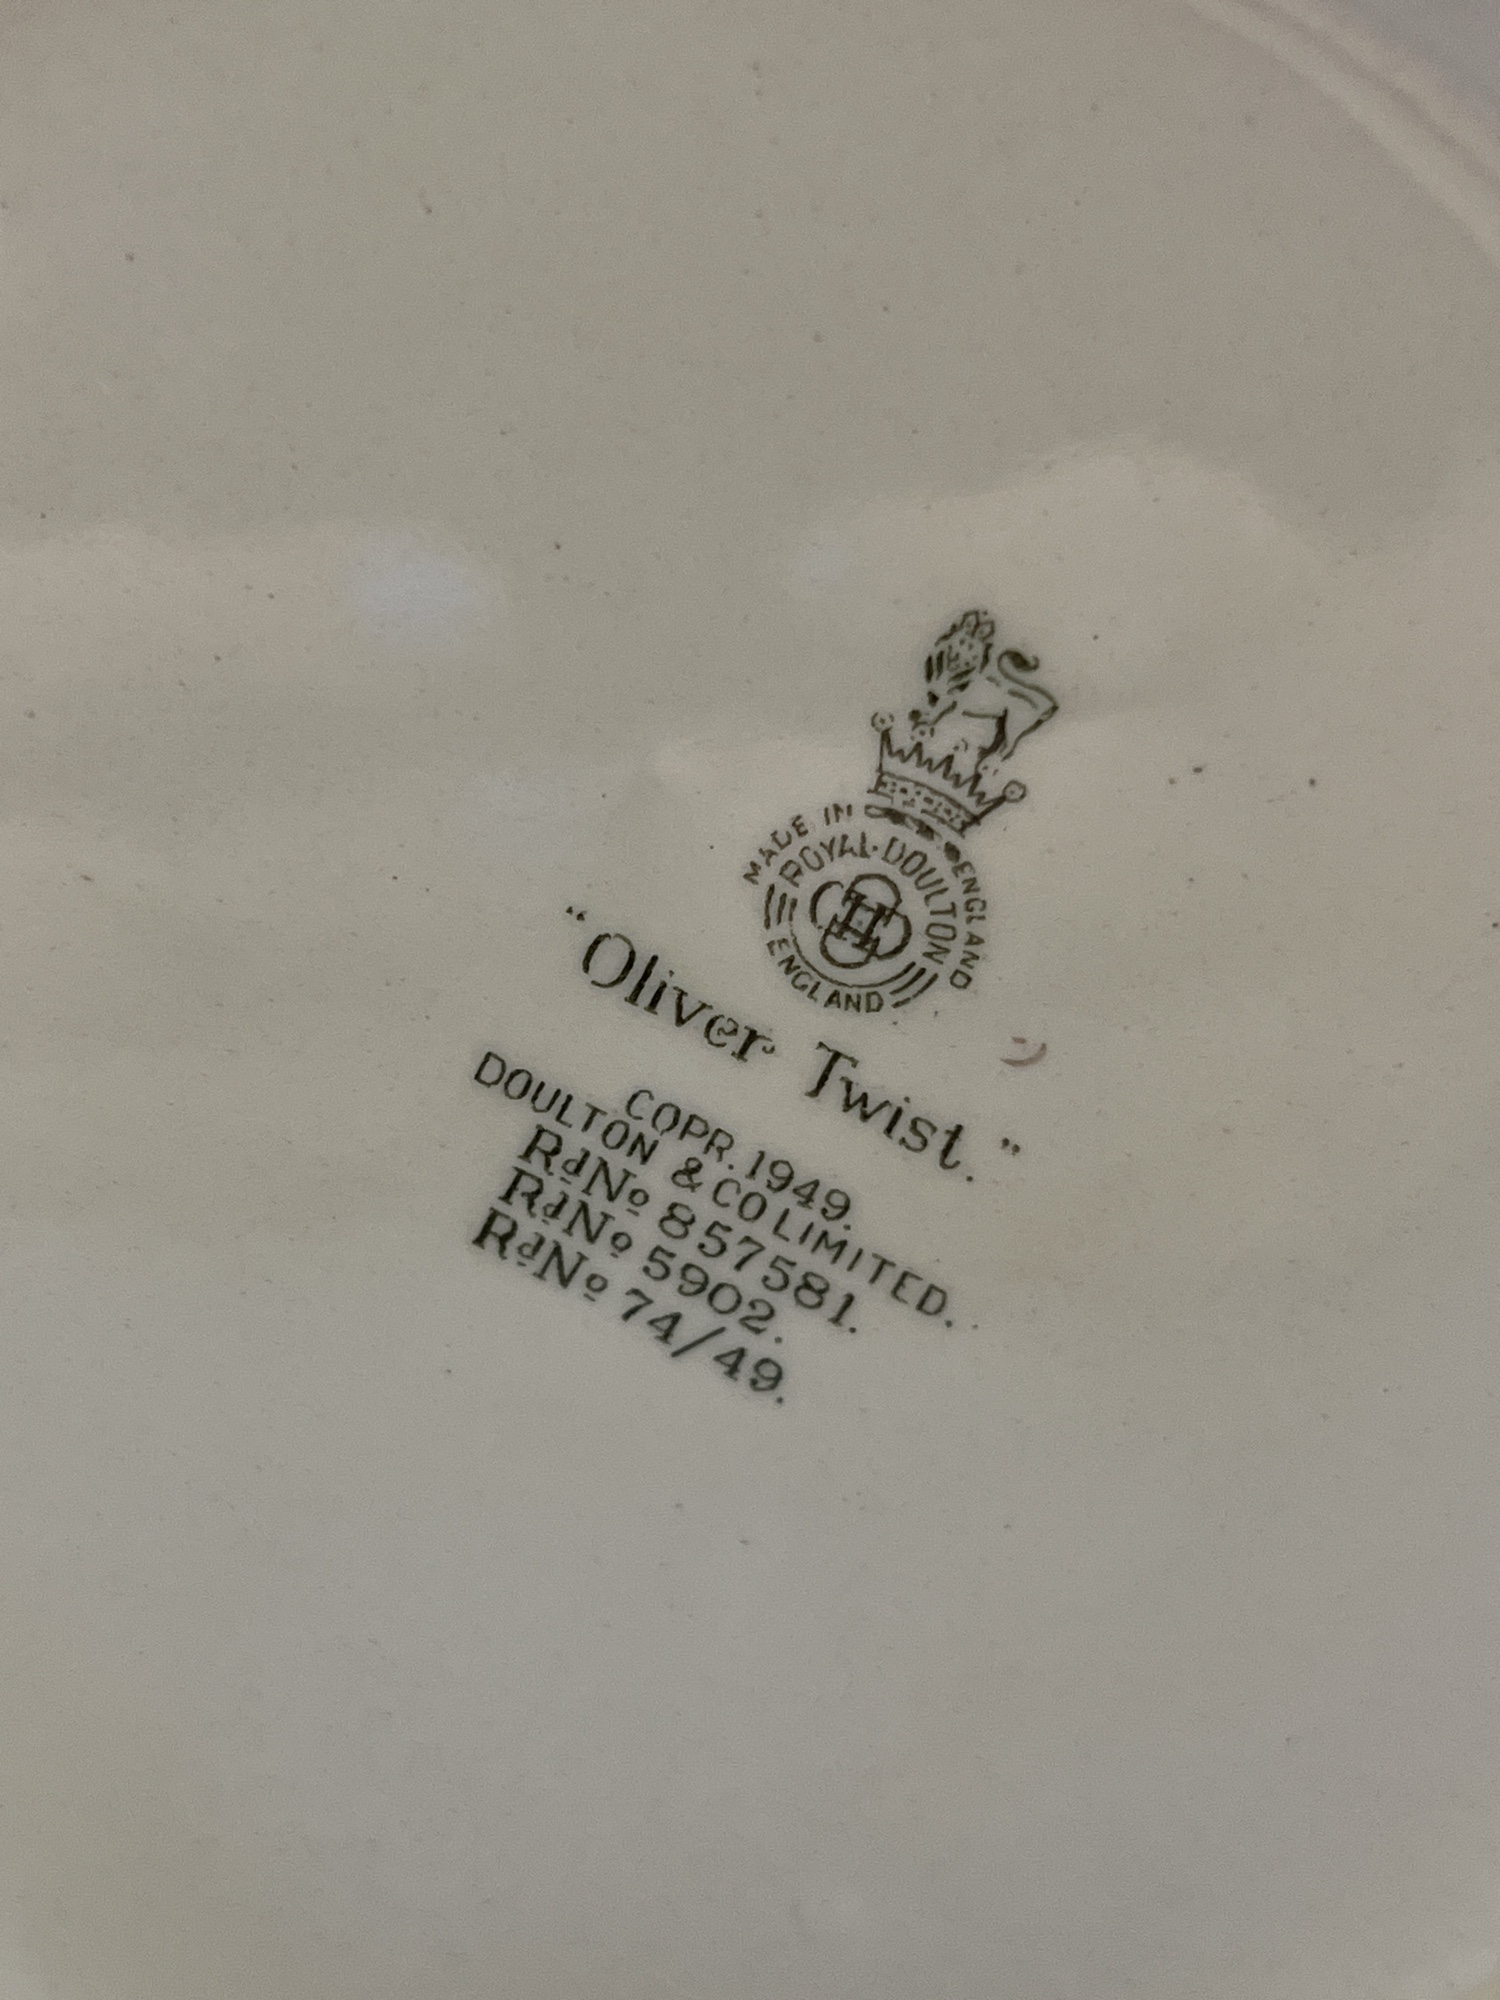 MADE IN ENGLAND
ROYAL·DOULTON
ENGLAND
"Oliver Twist."
COPR. 1949.
DOULTON & CO LIMITED.
RdNo 857581.
RdNo 5902.
RdNo 74/49.